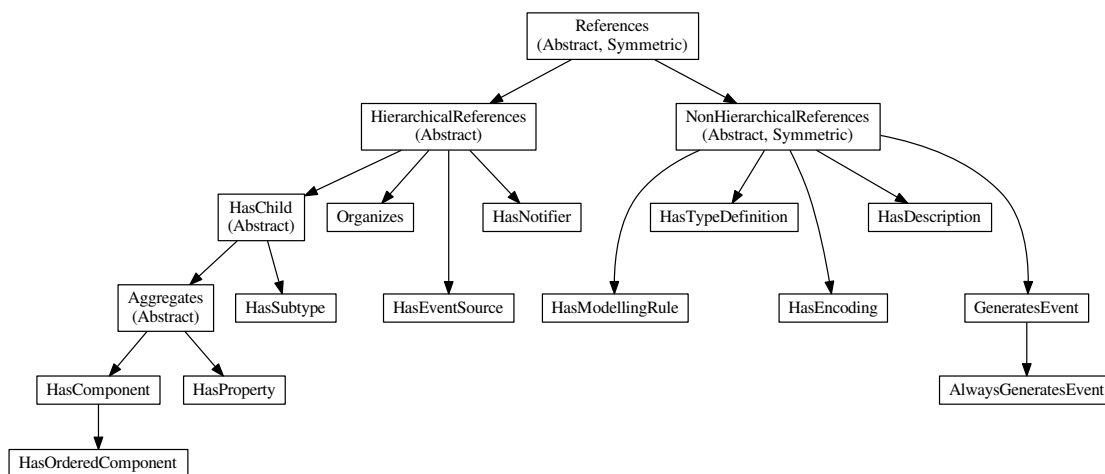 References
(Abstract, Symmetric)
HierarchicalReferences
(Abstract)
NonHierarchicalReferences
(Abstract, Symmetric)
HasChild
(Abstract)
Organizes
HasNotifier
HasTypeDefinition
HasDescription
Aggregates
(Abstract)
HasSubtype
HasEventSource
HasModellingRule
HasEncoding
GeneratesEvent
HasComponent
HasProperty
AlwaysGeneratesEvent
HasOrderedComponent